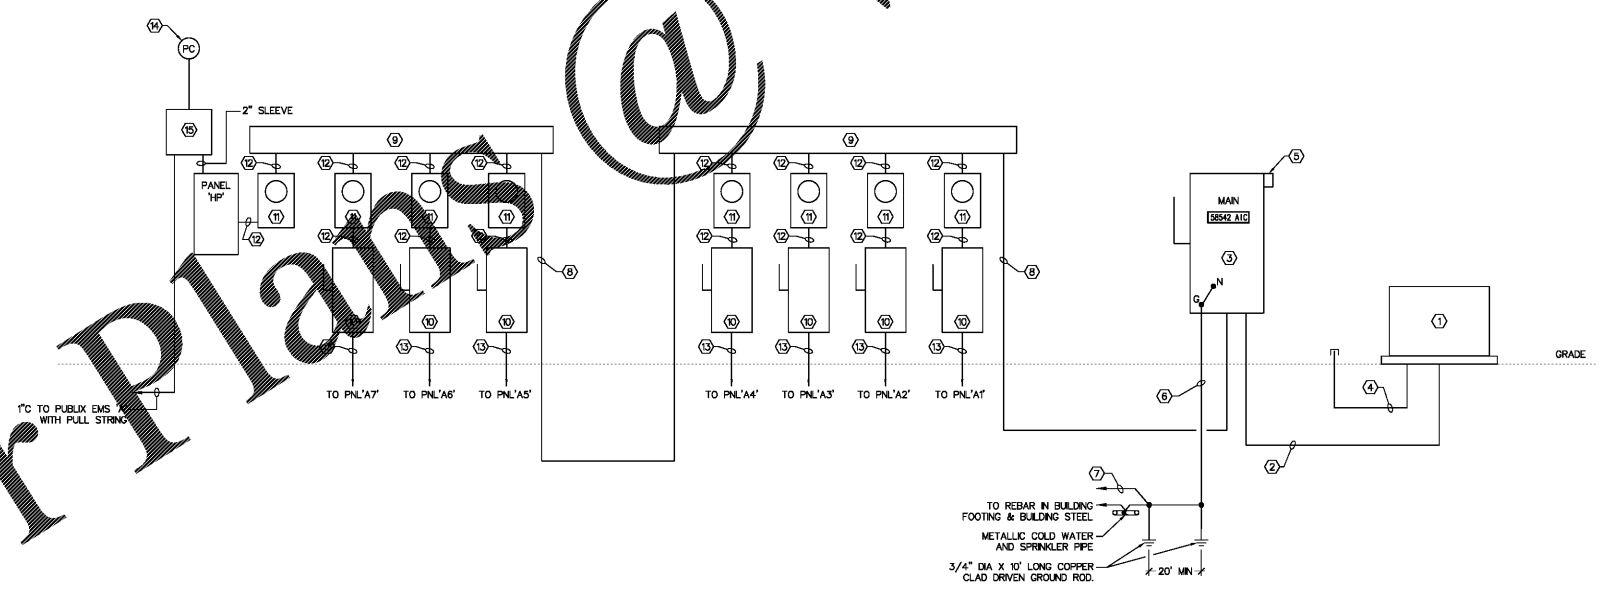 14
PC
15
2" SLEEVE
9
9
12
12
12
12
12
12
12
12
5
PANEL
'HP'
MAIN
58542 AIC
11
11
11
11
11
11
11
12
12
12
12
12
12
12
3
8
8
N
G
10
10
10
10
10
10
1
13
13
13
13
13
13
GRADE
TO PNL'A7'
TO PNL'A6'
TO PNL'A5'
TO PNL'A4'
TO PNL'A3'
TO PNL'A2'
TO PNL'A1'
4
6
1"C TO PUBLIX EMS
WITH PULL STRING
2
7
TO REBAR IN BUILDING
FOOTING & BUILDING STEEL
METALLIC COLD WATER
AND SPRINKLER PIPE
3/4" DIA X 10' LONG COPPER
CLAD DRIVEN GROUND ROD.
20' MIN
r Plans @